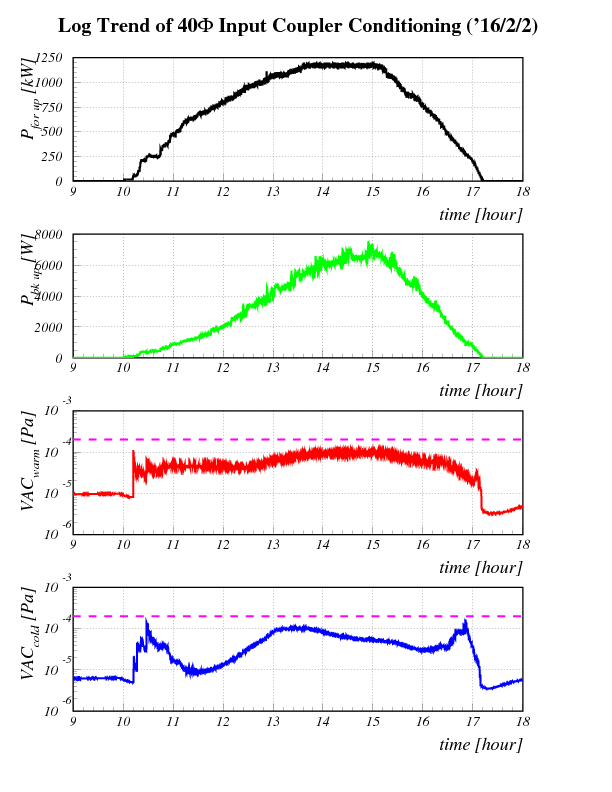 Log Trend of 40Φ Input Coupler Conditioning ('16/2/2)
P for up [kW]
1250
1000
750
500
250
0
9 10 11 12 13 14 15 16 17 18
time [hour]
P pk up [W]
8000
6000
4000
2000
0
9 10 11 12 13 14 15 16 17 18
time [hour]
VAC warm [Pa]
10 -3
10 -4
10 -5
10 -6
9 10 11 12 13 14 15 16 17 18
time [hour]
VAC cold [Pa]
10 -3
10 -4
10 -5
10 -6
9 10 11 12 13 14 15 16 17 18
time [hour]